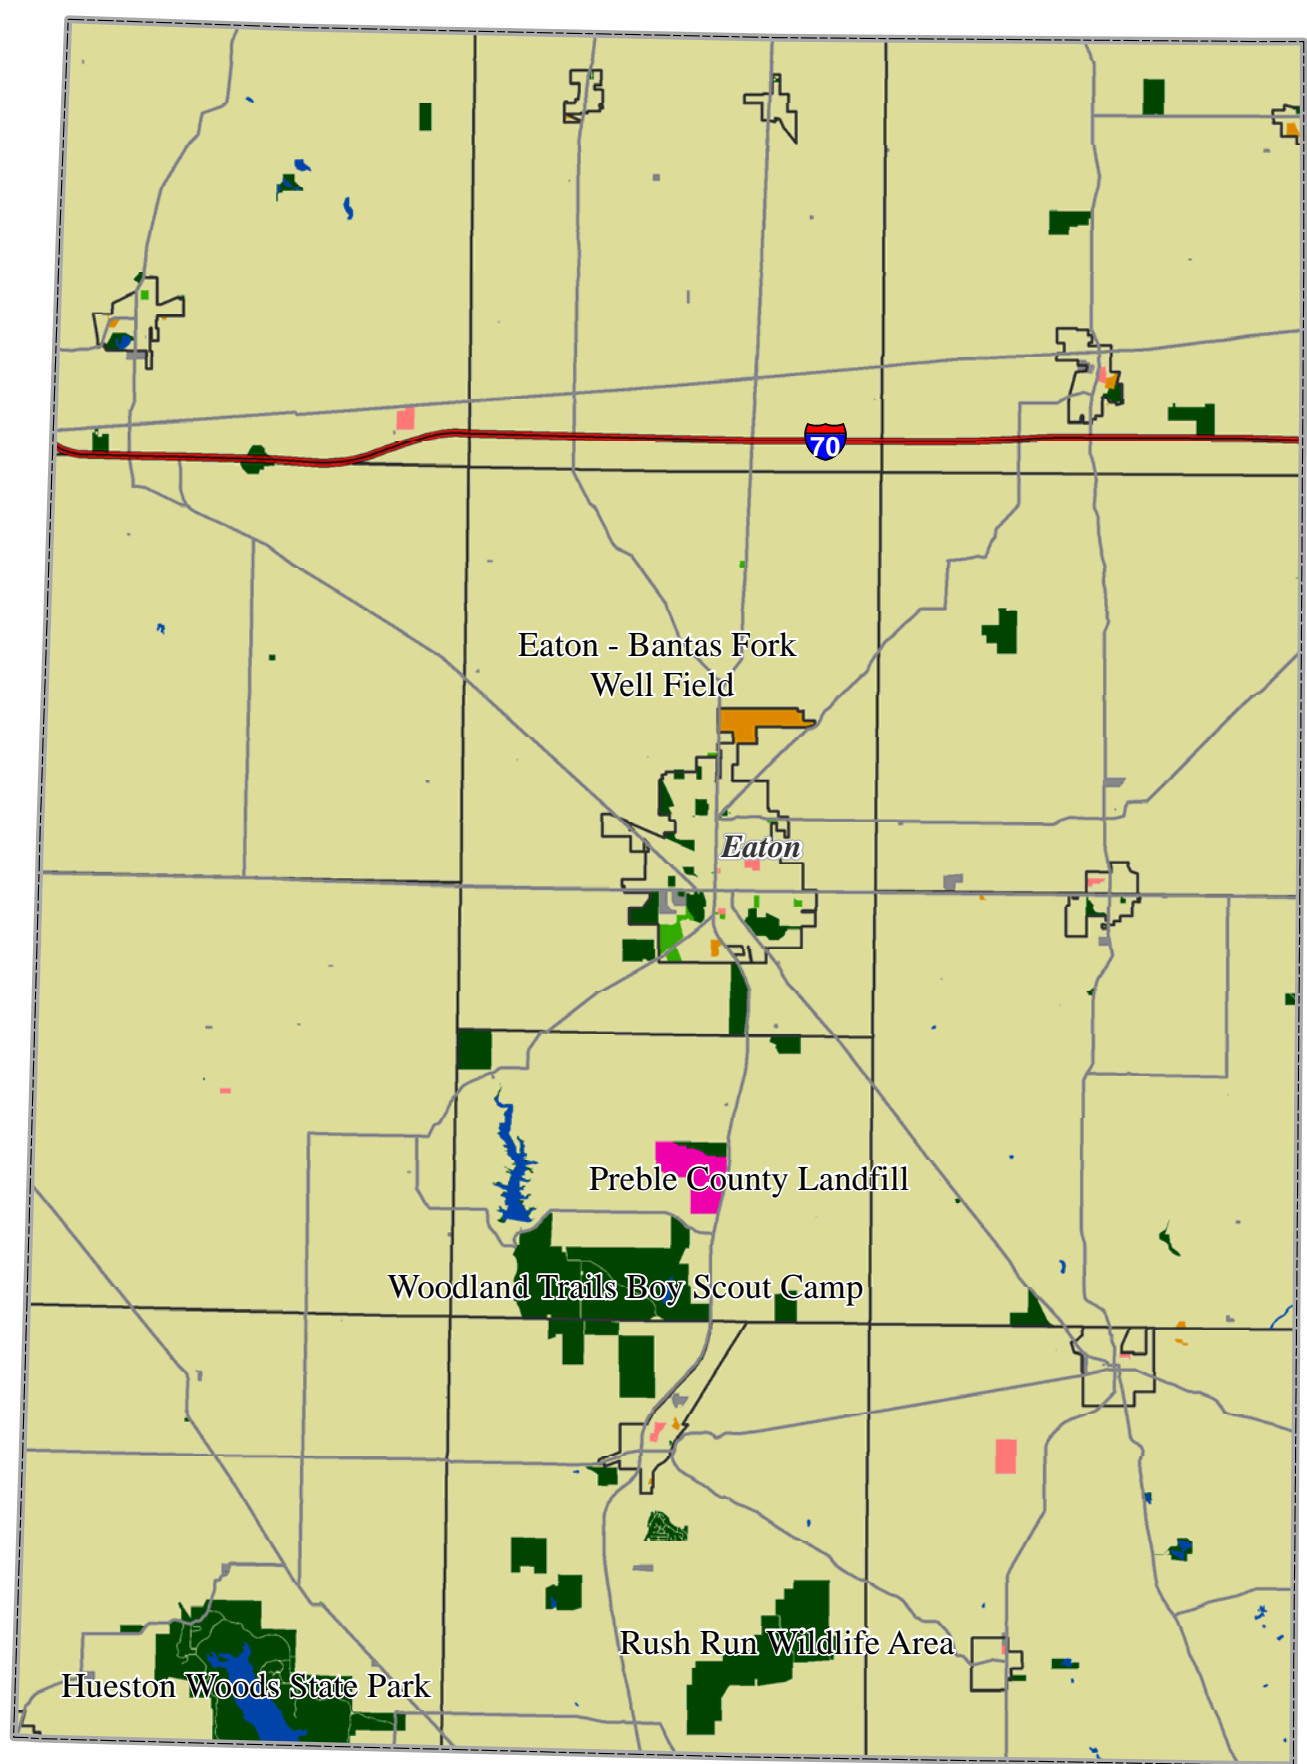 70
Eaton - Bantas Fork
Well Field
Eaton
Preble County Landfill
Woodland Trails Boy Scout Camp
Rush Run Wildlife Area
Hueston Woods State Park